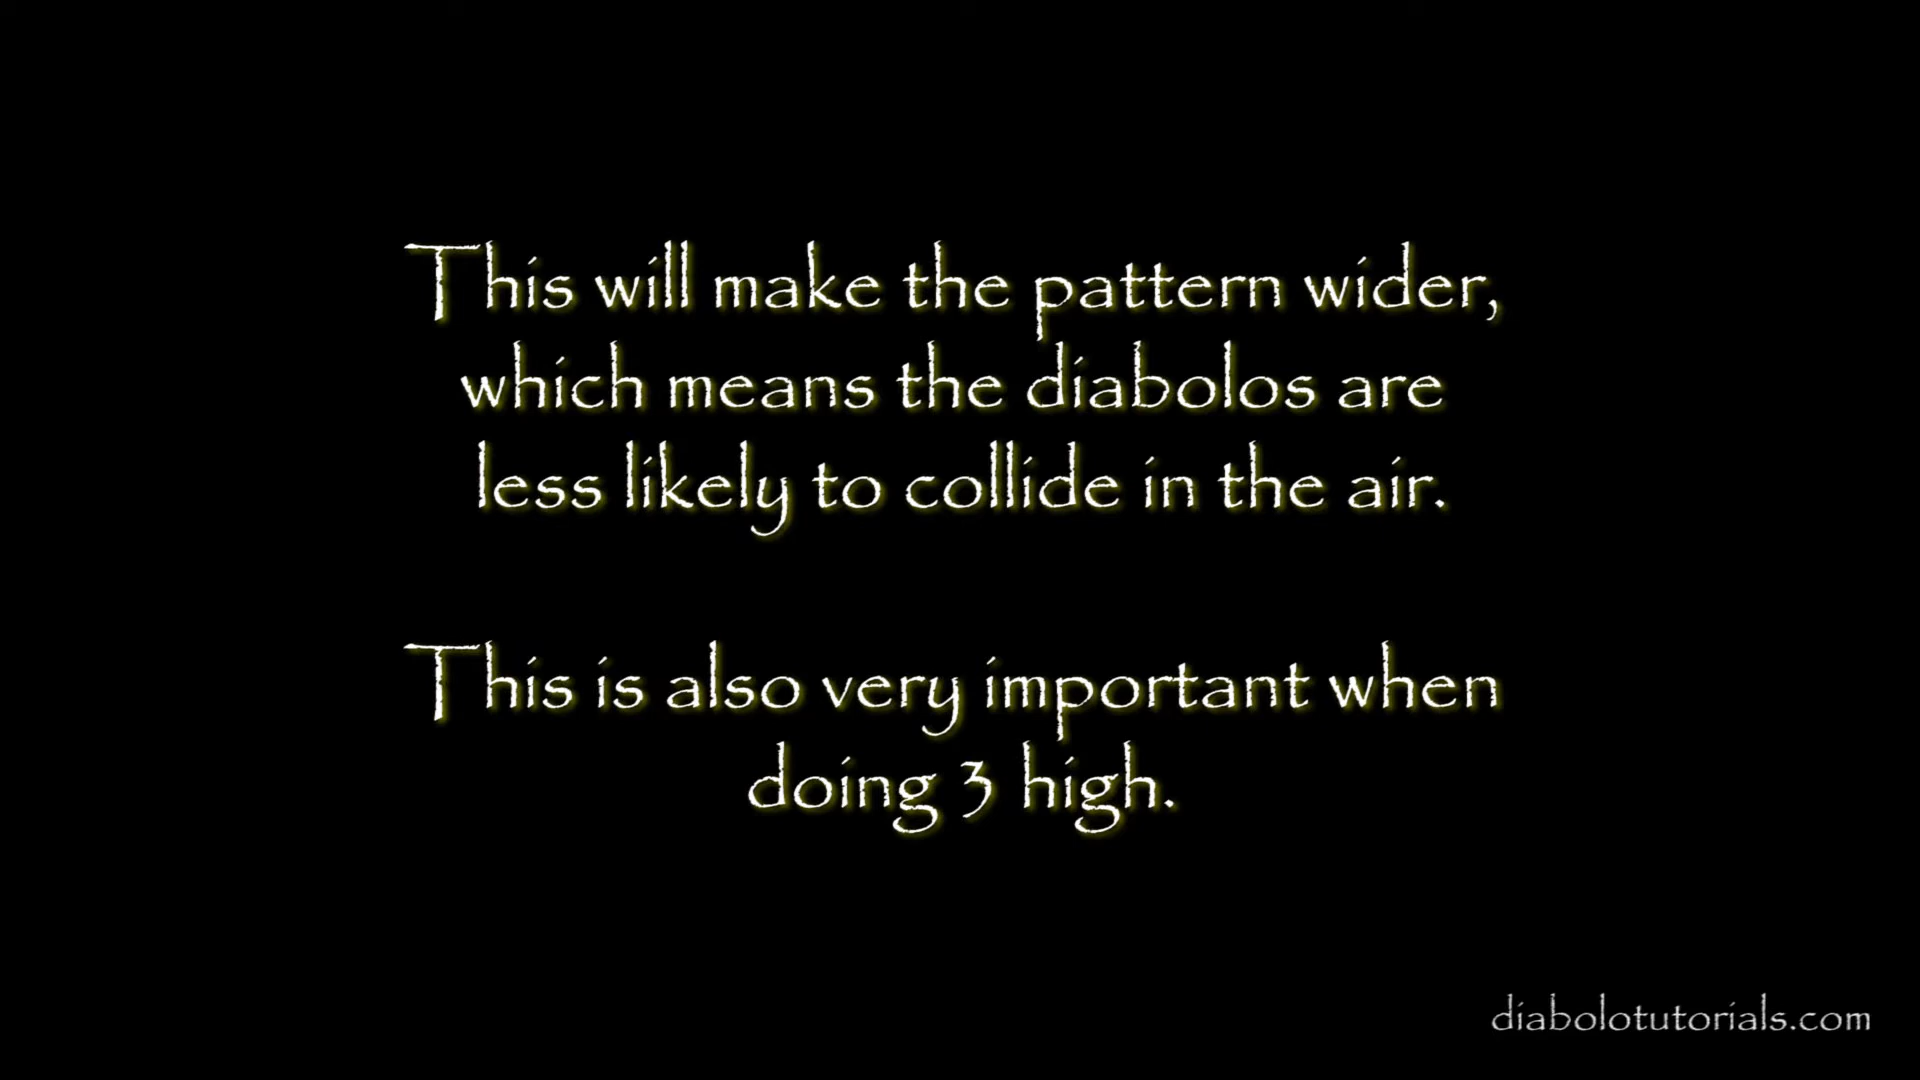 This will make the pattern wider,
which means the diabolos are
less likely to collide in the air.
This is also very important when
doing 3 high.
diabolotutorials.com